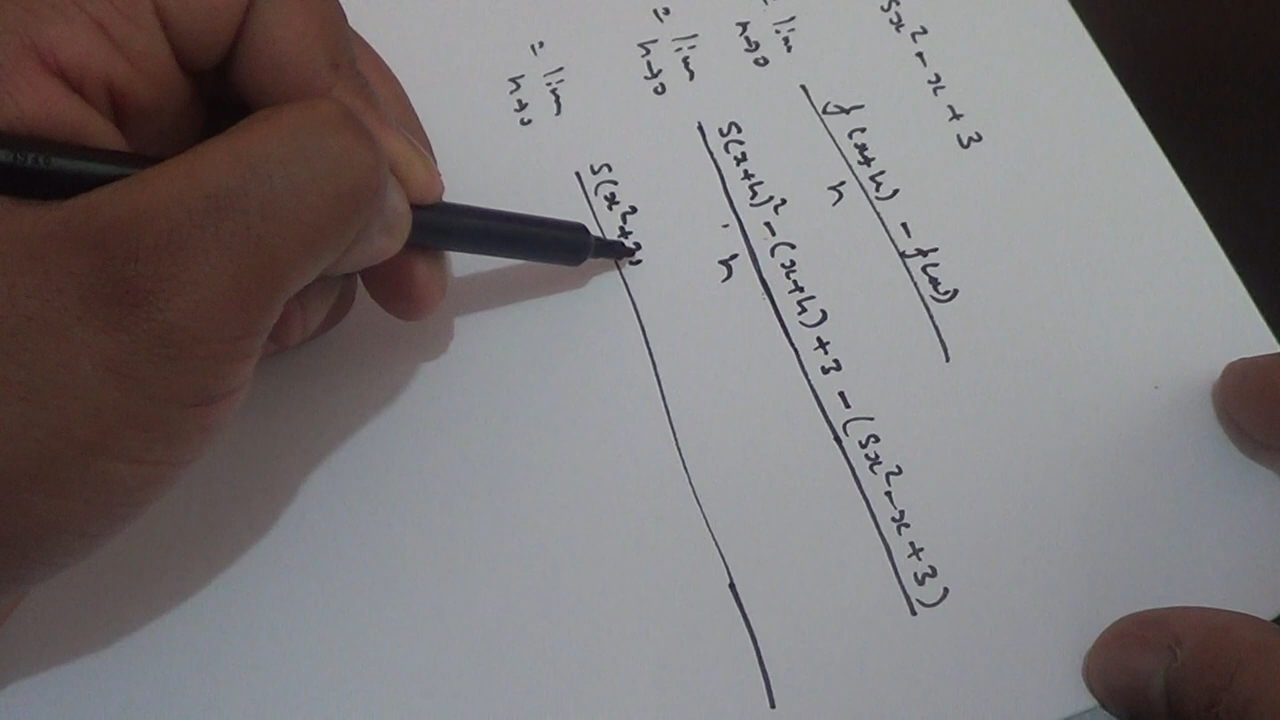 5x² - x + 3
= lim h→0 f(x+h) - f(x) / h
= lim h→0 5(x+h)² - (x+h) + 3 - (5x² - x + 3) / h
= lim h→0 5(x² + 2